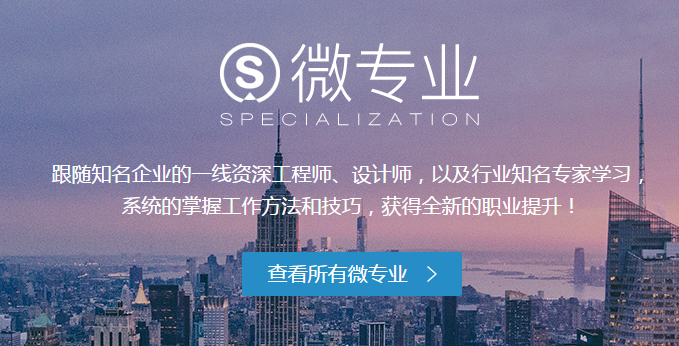 S 微专业
SPECIALIZATION
跟随知名企业的一线资深工程师、设计师，以及行业知名专家学习，
系统的掌握工作方法和技巧，获得全新的职业提升！
查看所有微专业 >